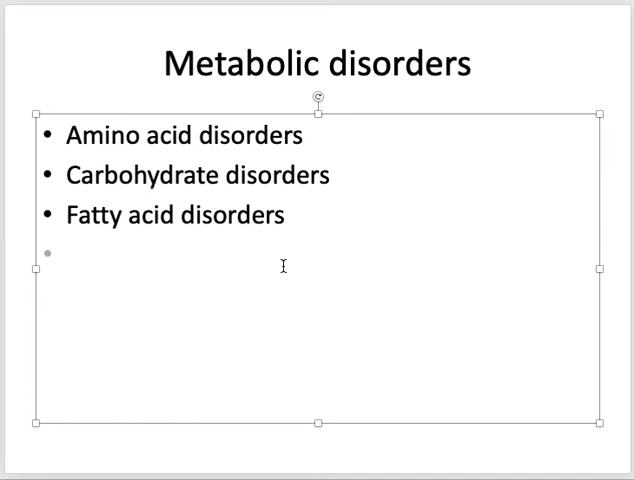 Metabolic disorders
• Amino acid disorders
• Carbohydrate disorders
• Fatty acid disorders
•